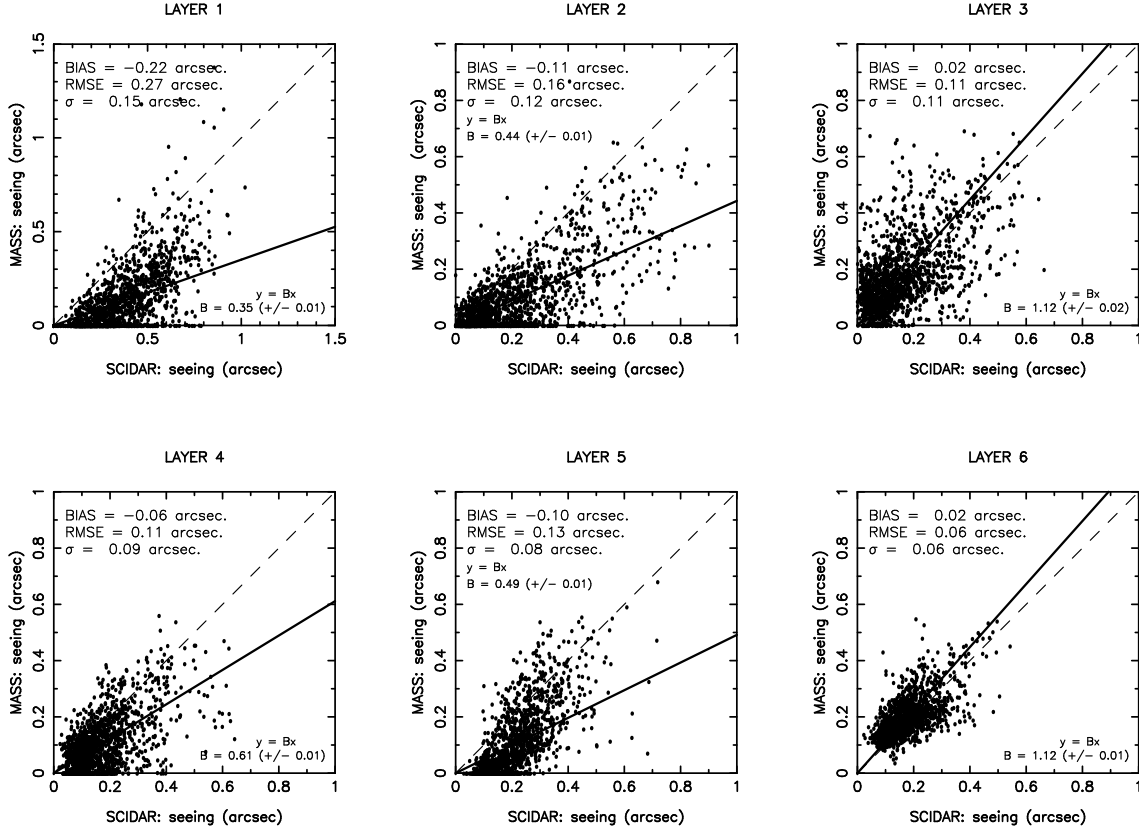 LAYER 1
BIAS = −0.22 arcsec.
RMSE = 0.27 arcsec.
σ = 0.15 arcsec.
y = Bx
B = 0.35 (+/− 0.01)
MASS: seeing (arcsec)
0 0.5 1 1.5
0 0.5 1 1.5
SCIDAR: seeing (arcsec)
LAYER 2
BIAS = −0.11 arcsec.
RMSE = 0.16 arcsec.
σ = 0.12 arcsec.
y = Bx
B = 0.44 (+/− 0.01)
MASS: seeing (arcsec)
0 0.2 0.4 0.6 0.8 1
0 0.2 0.4 0.6 0.8 1
SCIDAR: seeing (arcsec)
LAYER 3
BIAS = 0.02 arcsec.
RMSE = 0.11 arcsec.
σ = 0.11 arcsec.
y = Bx
B = 1.12 (+/− 0.02)
MASS: seeing (arcsec)
0 0.2 0.4 0.6 0.8 1
0 0.2 0.4 0.6 0.8 1
SCIDAR: seeing (arcsec)
LAYER 4
BIAS = −0.06 arcsec.
RMSE = 0.11 arcsec.
σ = 0.09 arcsec.
y = Bx
B = 0.61 (+/− 0.01)
MASS: seeing (arcsec)
0 0.2 0.4 0.6 0.8 1
0 0.2 0.4 0.6 0.8 1
SCIDAR: seeing (arcsec)
LAYER 5
BIAS = −0.10 arcsec.
RMSE = 0.13 arcsec.
σ = 0.08 arcsec.
y = Bx
B = 0.49 (+/− 0.01)
MASS: seeing (arcsec)
0 0.2 0.4 0.6 0.8 1
0 0.2 0.4 0.6 0.8 1
SCIDAR: seeing (arcsec)
LAYER 6
BIAS = 0.02 arcsec.
RMSE = 0.06 arcsec.
σ = 0.06 arcsec.
y = Bx
B = 1.12 (+/− 0.01)
MASS: seeing (arcsec)
0 0.2 0.4 0.6 0.8 1
0 0.2 0.4 0.6 0.8 1
SCIDAR: seeing (arcsec)